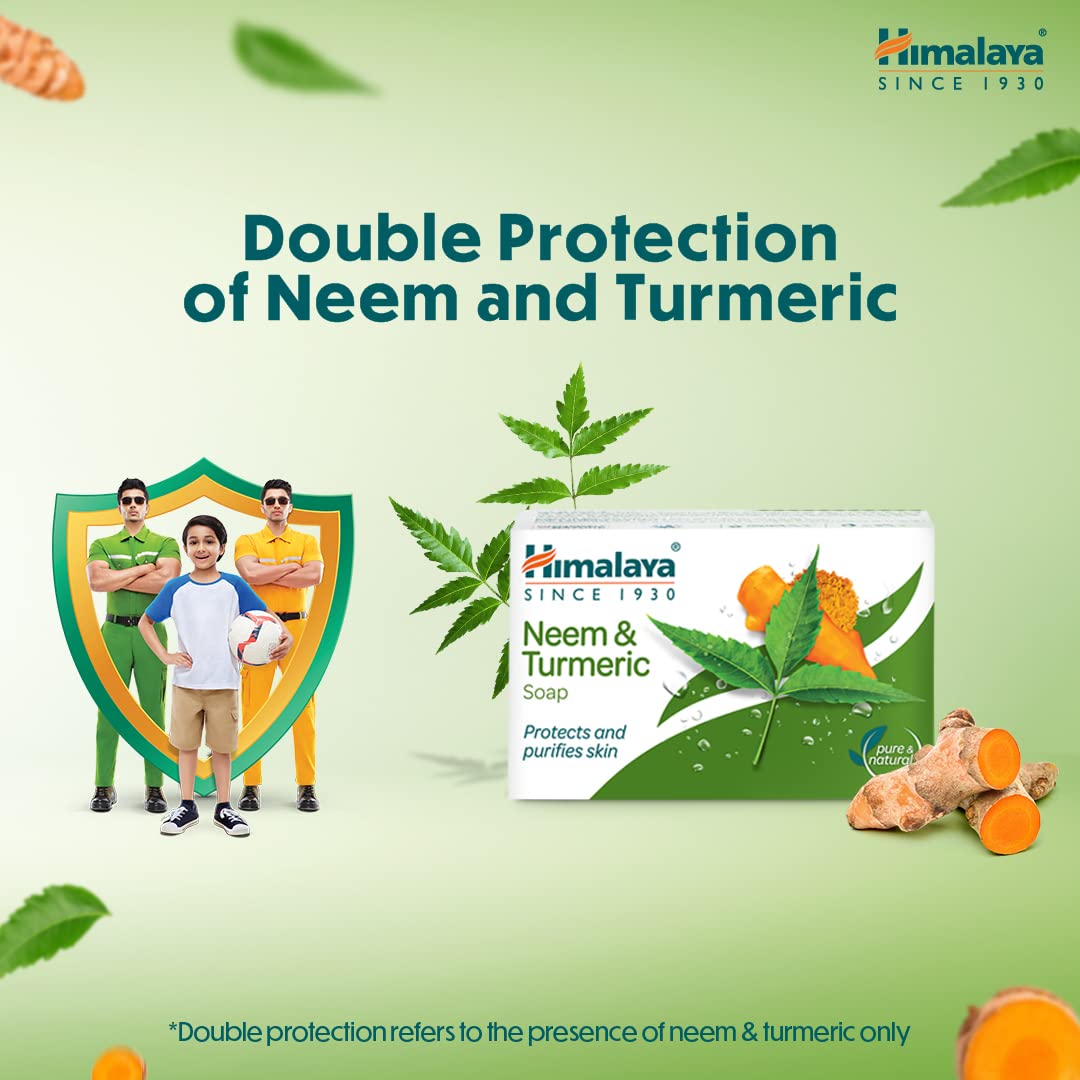 Himalaya®
SINCE 1930
Double Protection
of Neem and Turmeric
Himalaya®
SINCE 1930
Neem &
Turmeric
Soap
Protects and
purifies skin
pure &
natural
*Double protection refers to the presence of neem & turmeric only